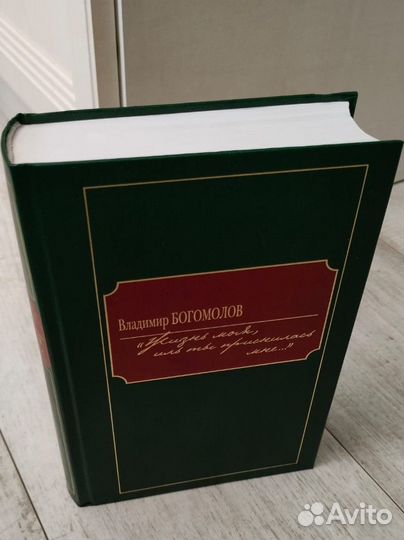 Владимир БОГОМОЛОВ
„Жизнь моя,
иль ты приснилась
мне..."
Avito